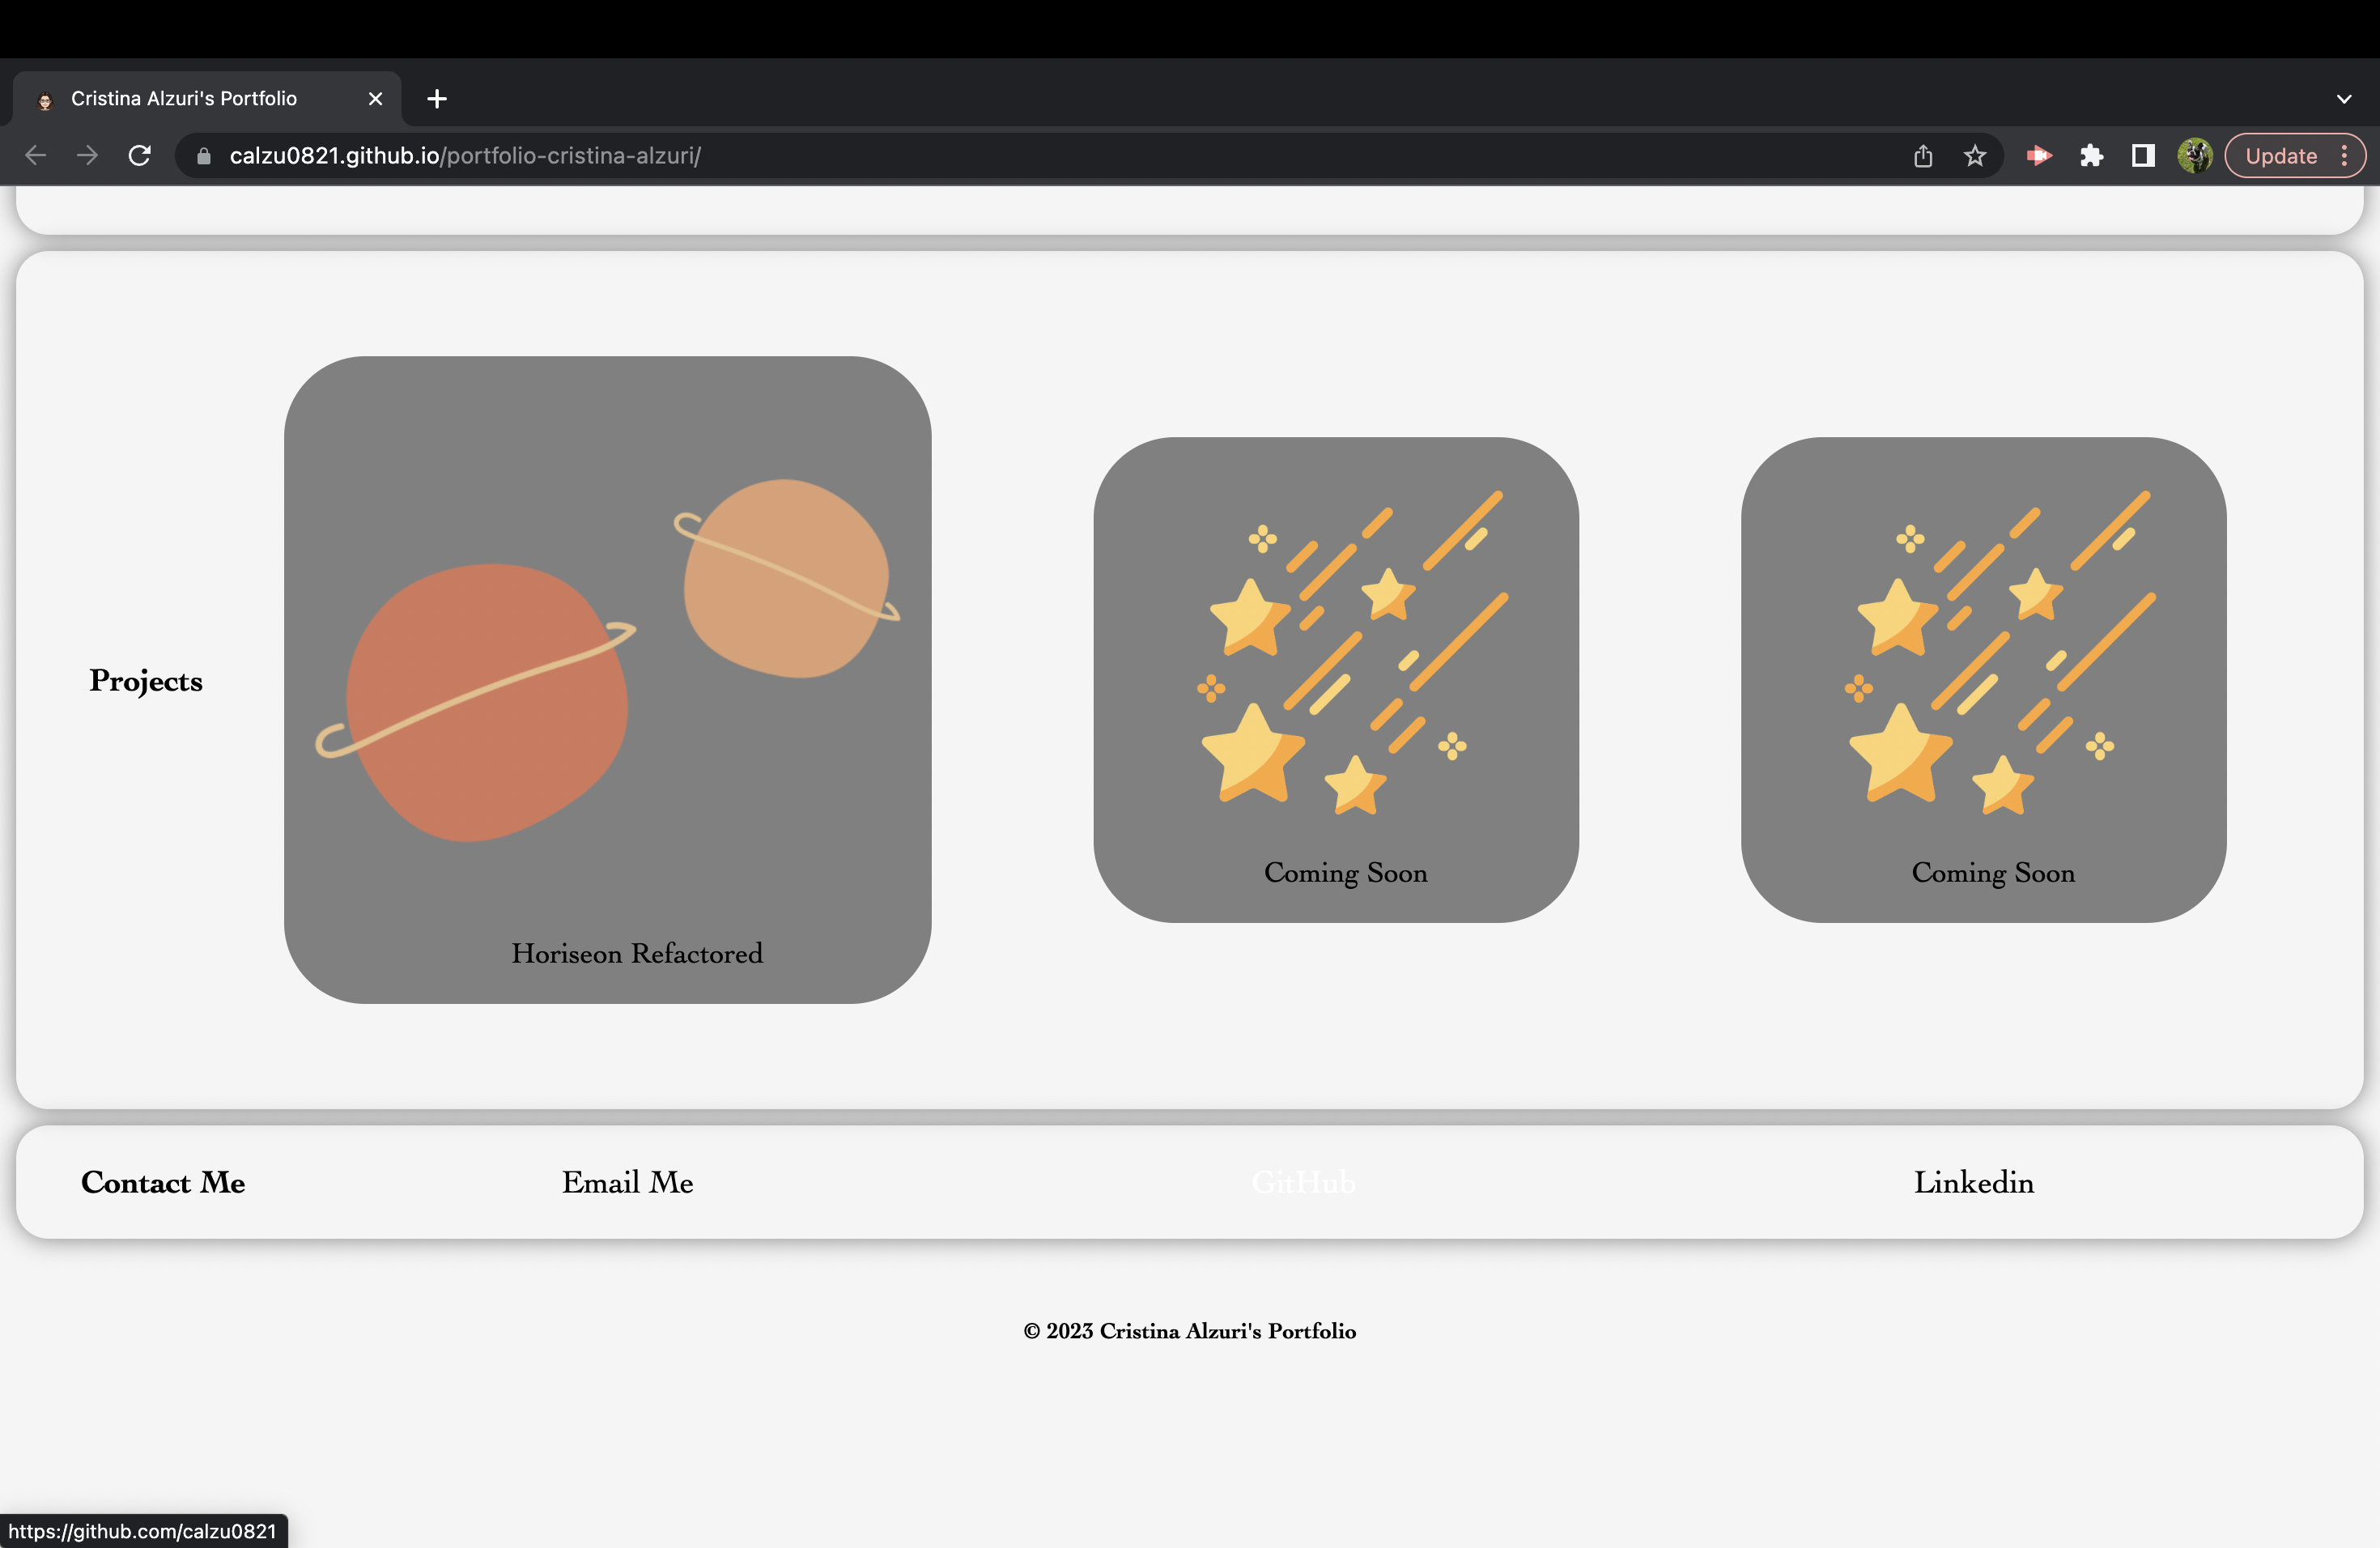 Cristina Alzuri's Portfolio
calzu0821.github.io/portfolio-cristina-alzuri/
Update
Projects
Horiseon Refactored
Coming Soon
Coming Soon
Contact Me
Email Me
GitHub
Linkedin
© 2023 Cristina Alzuri's Portfolio
https://github.com/calzu0821